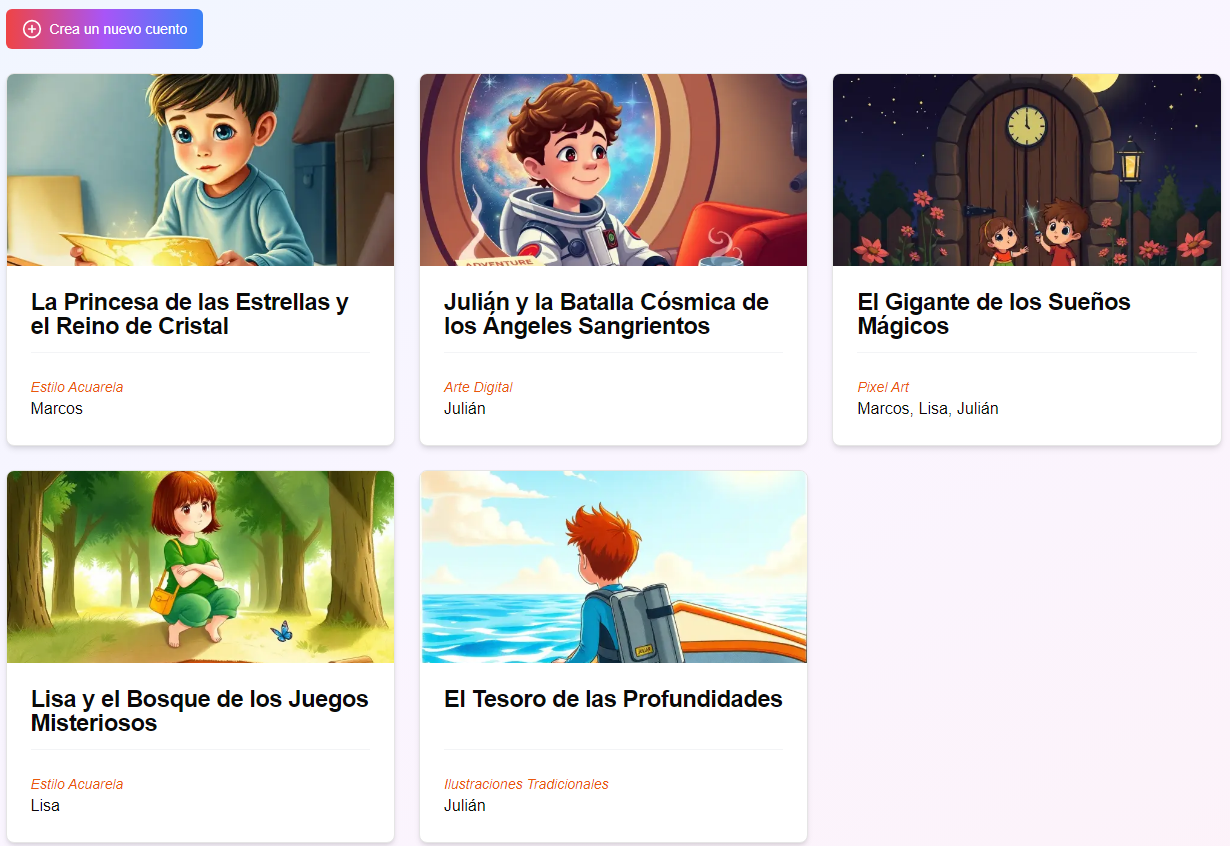 Crea un nuevo cuento
ADVENTURE
La Princesa de las Estrellas y
el Reino de Cristal
Estilo Acuarela
Marcos
Julián y la Batalla Cósmica de
los Ángeles Sangrientos
Arte Digital
Julián
El Gigante de los Sueños
Mágicos
Pixel Art
Marcos, Lisa, Julián
Lisa y el Bosque de los Juegos
Misteriosos
Estilo Acuarela
Lisa
El Tesoro de las Profundidades
Ilustraciones Tradicionales
Julián